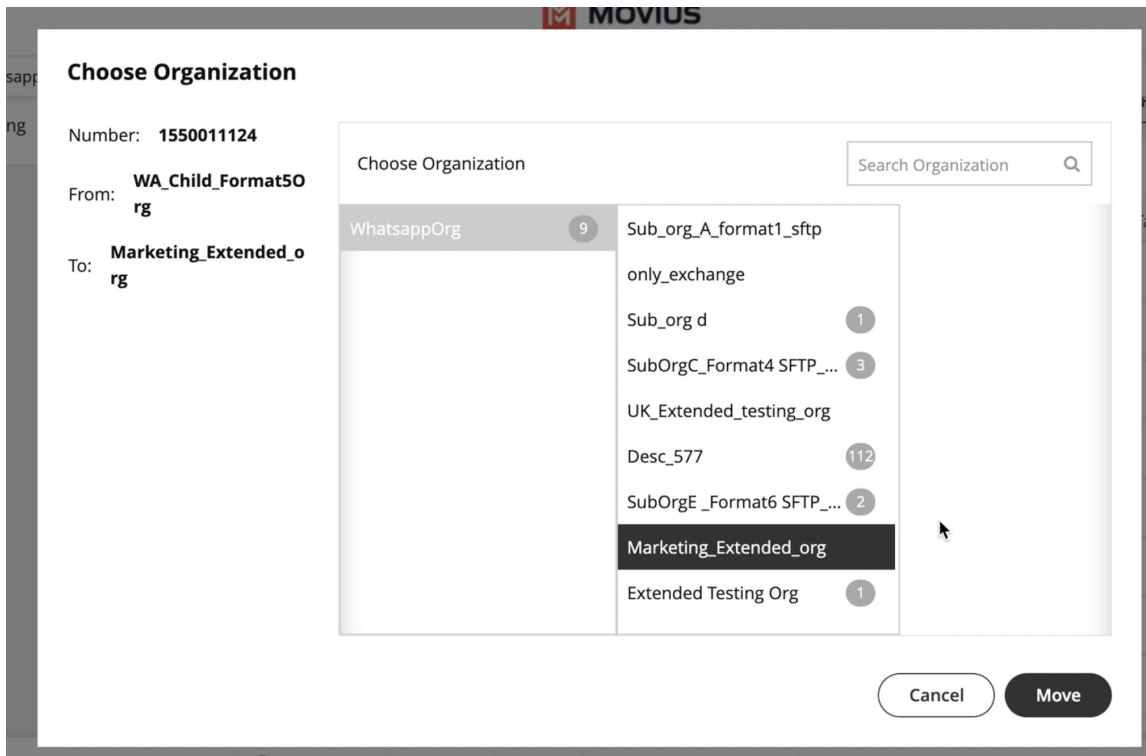 MOVIUS
Choose Organization
sapp
ng
Number: 1550011124
From: WA_Child_Format5O
rg
To: Marketing_Extended_o
rg
Choose Organization
Search Organization
WhatsappOrg 9
Sub_org_A_format1_sftp
only_exchange
Sub_org d 1
SubOrgC_Format4 SFTP_... 3
UK_Extended_testing_org
Desc_577 112
SubOrgE _Format6 SFTP_... 2
Marketing_Extended_org
Extended Testing Org 1
Cancel
Move